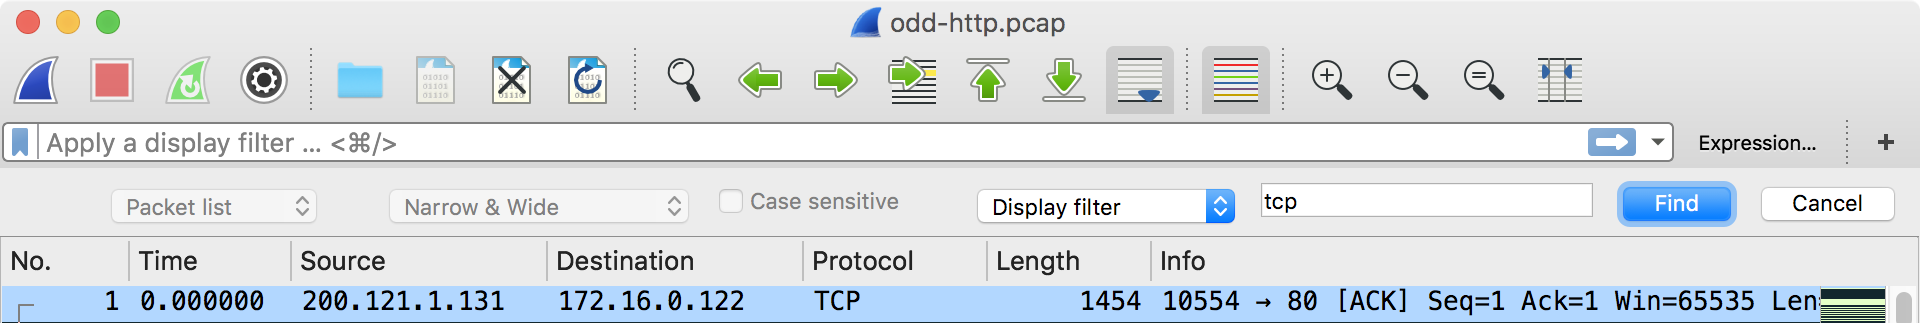 odd-http.pcap
Apply a display filter … <⌘/>
Expression…
+
Packet list
Narrow & Wide
Case sensitive
Display filter
tcp
Find
Cancel
No. Time Source Destination Protocol Length Info
1 0.000000 200.121.1.131 172.16.0.122 TCP 1454 10554 → 80 [ACK] Seq=1 Ack=1 Win=65535 Len